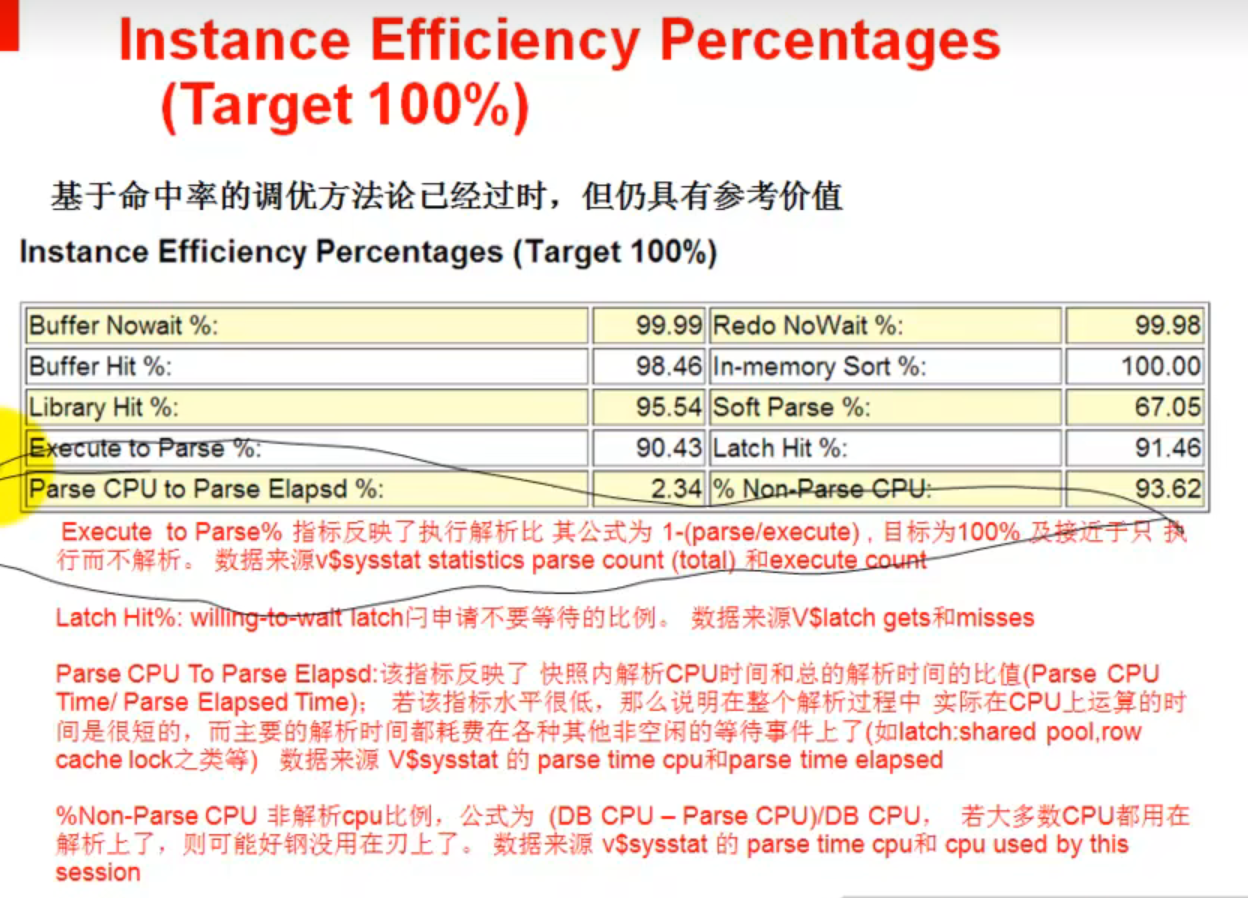 Instance Efficiency Percentages
(Target 100%)
基于命中率的调优方法论已经过时，但仍具有参考价值
Instance Efficiency Percentages (Target 100%)
Buffer Nowait %: 99.99 Redo NoWait %: 99.98
Buffer Hit %: 98.46 In-memory Sort %: 100.00
Library Hit %: 95.54 Soft Parse %: 67.05
Execute to Parse %: 90.43 Latch Hit %: 91.46
Parse CPU to Parse Elapsd %: 2.34 % Non-Parse CPU: 93.62
Execute to Parse% 指标反映了执行解析比 其公式为 1-(parse/execute) , 目标为100% 及接近于只 执
行而不解析。 数据来源v$sysstat statistics parse count (total) 和execute count
Latch Hit%: willing-to-wait latch闩申请不要等待的比例。 数据来源V$latch gets和misses
Parse CPU To Parse Elapsd:该指标反映了 快照内解析CPU时间和总的解析时间的比值(Parse CPU
Time/ Parse Elapsed Time)； 若该指标水平很低，那么说明在整个解析过程中 实际在CPU上运算的时
间是很短的，而主要的解析时间都耗费在各种其他非空闲的等待事件上了(如latch:shared pool,row
cache lock之类等） 数据来源 V$sysstat 的 parse time cpu和parse time elapsed
%Non-Parse CPU 非解析cpu比例，公式为 (DB CPU – Parse CPU)/DB CPU， 若大多数CPU都用在
解析上了，则可能好钢没用在刃上了。 数据来源 v$sysstat 的 parse time cpu和 cpu used by this
session